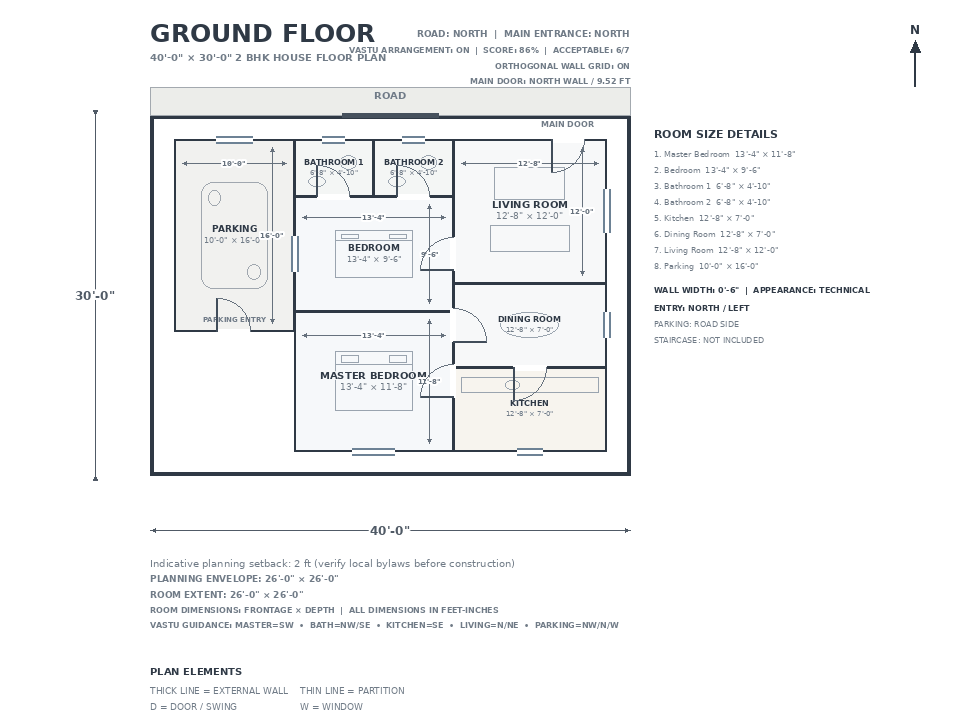 GROUND FLOOR
40'-0" × 30'-0" 2 BHK HOUSE FLOOR PLAN
ROAD: NORTH | MAIN ENTRANCE: NORTH
VASTU ARRANGEMENT: ON | SCORE: 86% | ACCEPTABLE: 6/7
ORTHOGONAL WALL GRID: ON
MAIN DOOR: NORTH WALL / 9.52 FT
N
ROAD
MAIN DOOR
10'-0"
PARKING
10'-0" × 16'-0"
16'-0"
PARKING ENTRY
BATHROOM 1
6'-8" × 4'-10"
BATHROOM 2
6'-8" × 4'-10"
12'-8"
LIVING ROOM
12'-8" × 12'-0"
12'-0"
13'-4"
BEDROOM
13'-4" × 9'-6"
9'-6"
DINING ROOM
12'-8" × 7'-0"
13'-4"
MASTER BEDROOM
13'-4" × 11'-8"
11'-8"
KITCHEN
12'-8" × 7'-0"
30'-0"
40'-0"
ROOM SIZE DETAILS
1. Master Bedroom 13'-4" × 11'-8"
2. Bedroom 13'-4" × 9'-6"
3. Bathroom 1 6'-8" × 4'-10"
4. Bathroom 2 6'-8" × 4'-10"
5. Kitchen 12'-8" × 7'-0"
6. Dining Room 12'-8" × 7'-0"
7. Living Room 12'-8" × 12'-0"
8. Parking 10'-0" × 16'-0"
WALL WIDTH: 0'-6" | APPEARANCE: TECHNICAL
ENTRY: NORTH / LEFT
PARKING: ROAD SIDE
STAIRCASE: NOT INCLUDED
Indicative planning setback: 2 ft (verify local bylaws before construction)
PLANNING ENVELOPE: 26'-0" × 26'-0"
ROOM EXTENT: 26'-0" × 26'-0"
ROOM DIMENSIONS: FRONTAGE × DEPTH | ALL DIMENSIONS IN FEET-INCHES
VASTU GUIDANCE: MASTER=SW • BATH=NW/SE • KITCHEN=SE • LIVING=N/NE • PARKING=NW/N/W
PLAN ELEMENTS
THICK LINE = EXTERNAL WALL THIN LINE = PARTITION
D = DOOR / SWING W = WINDOW